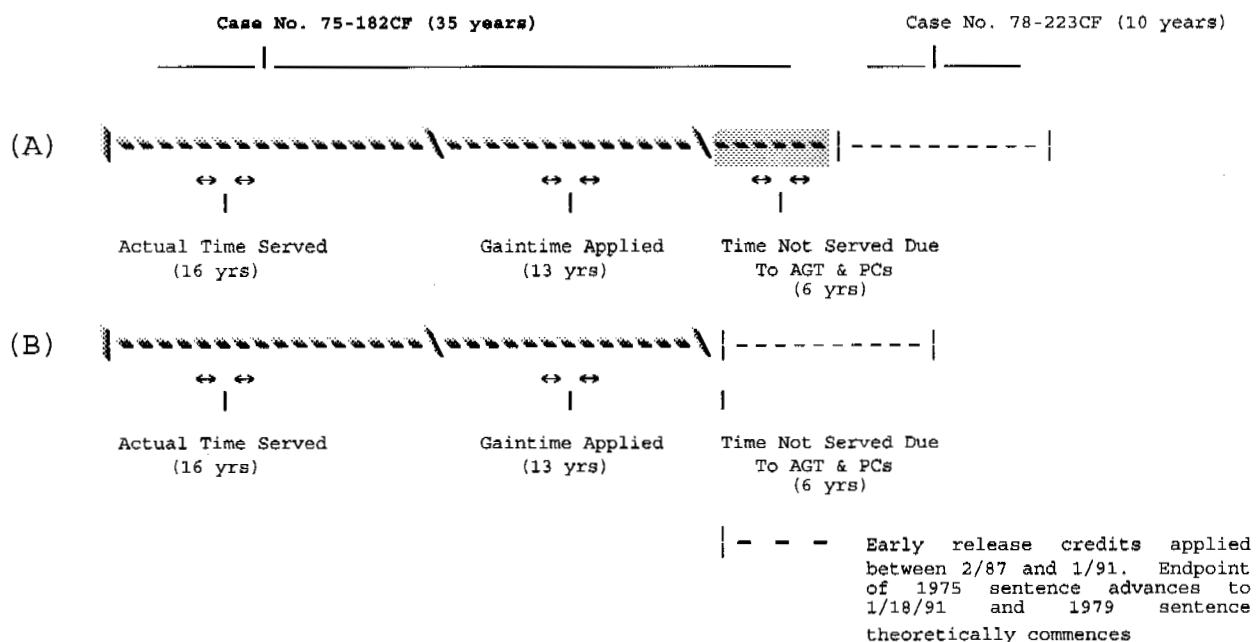 Case No. 75-182CF (35 years)
Case No. 78-223CF (10 years)
(A)
Actual Time Served
(16 yrs)
Gaintime Applied
(13 yrs)
Time Not Served Due
To AGT & PCs
(6 yrs)
(B)
Actual Time Served
(16 yrs)
Gaintime Applied
(13 yrs)
Time Not Served Due
To AGT & PCs
(6 yrs)
Early release credits applied
between 2/87 and 1/91. Endpoint
of 1975 sentence advances to
1/18/91 and 1979 sentence
theoretically commences